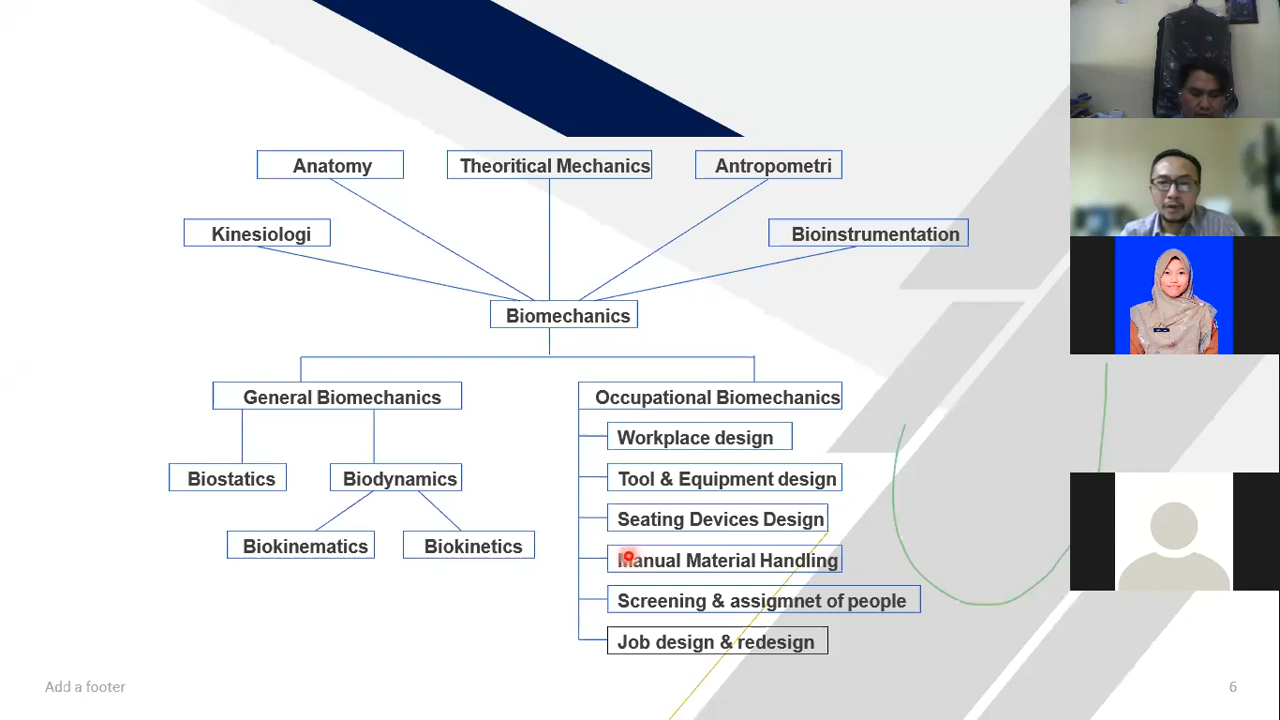 Anatomy
Theoritical Mechanics
Antropometri
Kinesiologi
Bioinstrumentation
Biomechanics
General Biomechanics
Occupational Biomechanics
Workplace design
Biostatics
Biodynamics
Tool & Equipment design
Seating Devices Design
Biokinematics
Biokinetics
Manual Material Handling
Screening & assigmnet of people
Job design & redesign
Add a footer
6